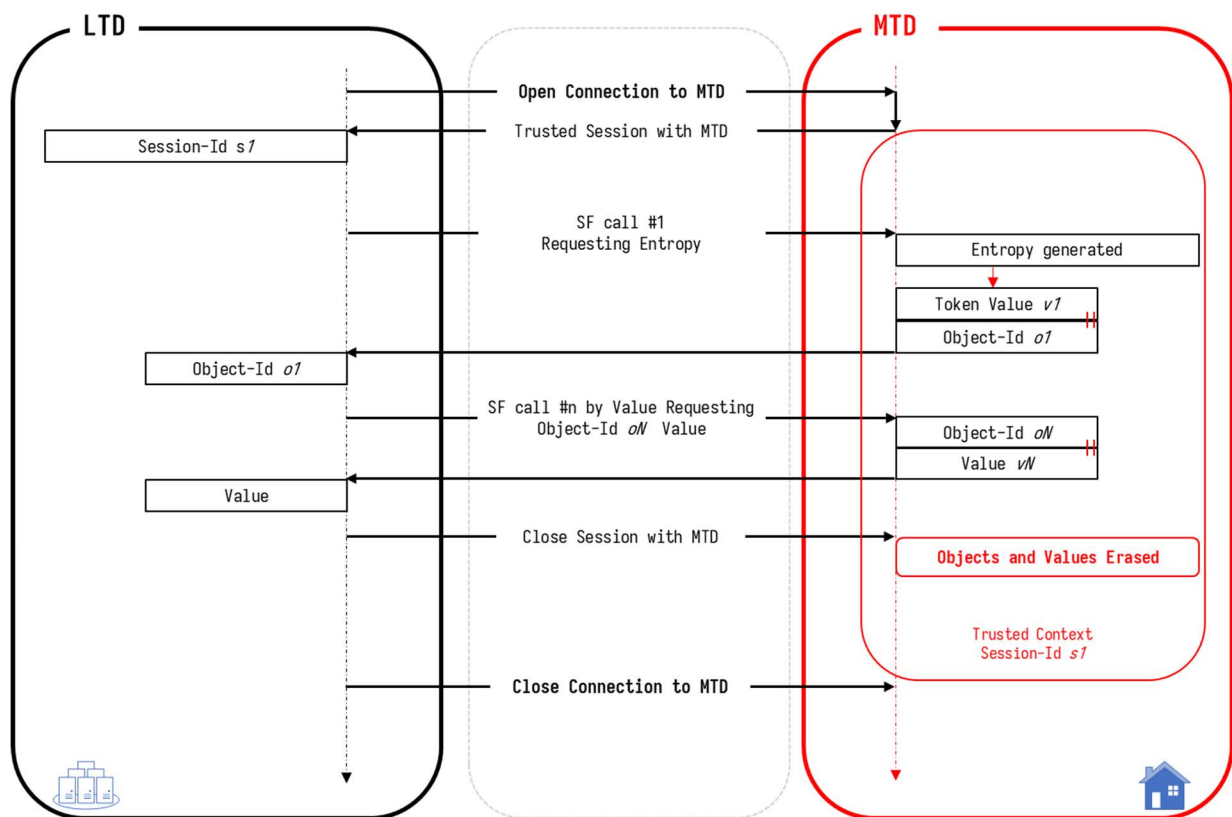 LTD
MTD
Open Connection to MTD
Trusted Session with MTD
Session-Id s1
SF call #1
Requesting Entropy
Entropy generated
Token Value v1
Object-Id o1
Object-Id o1
SF call #n by Value Requesting
Object-Id oN Value
Object-Id oN
Value vN
Value
Close Session with MTD
Objects and Values Erased
Trusted Context
Session-Id s1
Close Connection to MTD